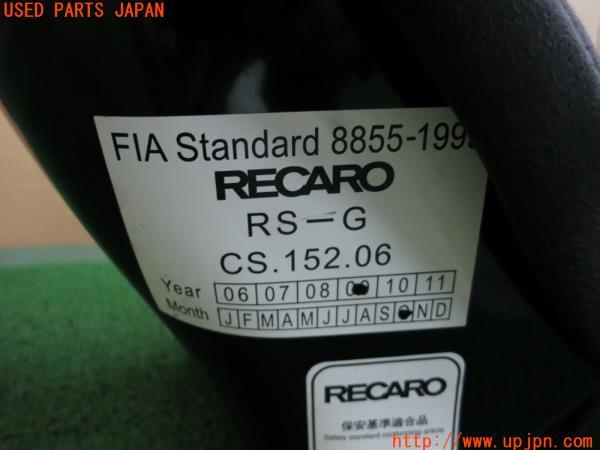 USED PARTS JAPAN
FIA Standard 8855-199
RECARO
RS-G
CS.152.06
Year 06 07 08 0 10 11
Month J F M A M J J A S N D
RECARO
保安基準適合品
Safety standard conforming article
http://www.upjpn.com/